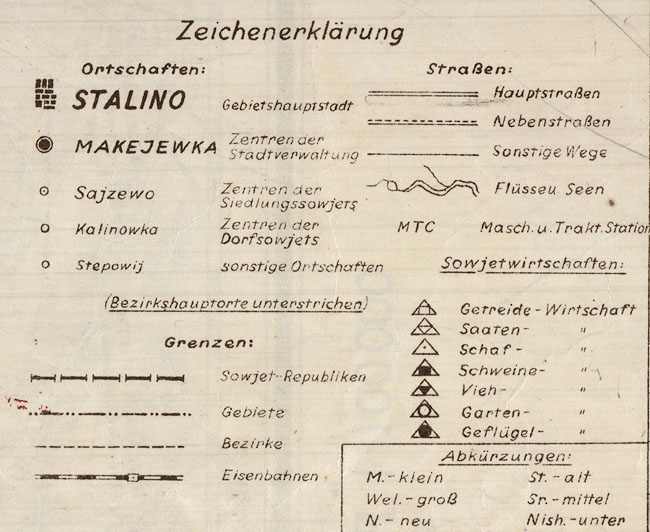 Zeichenerklärung
Ortschaften:
STALINO Gebietshauptstadt
MAKEJEWKA Zentren der
Stadtverwaltung
Sajzewo Zentren der
Siedlungssowjets
Kalinowka Zentren der
Dorfsowjets
Stepowij sonstige Ortschaften
(Bezirkshauptorte unterstrichen)
Grenzen:
Sowjet-Republiken
Gebiete
Bezirke
Eisenbahnen
Straßen:
Hauptstraßen
Nebenstraßen
Sonstige Wege
Flüsse u. Seen
MTC Masch. u. Trakt. Station
Sowjetwirtschaften:
Getreide-Wirtschaft
Saaten- "
Schaf- "
Schweine- "
Vieh- "
Garten- "
Geflügel- "
Abkürzungen:
M.-klein St.-alt
Wel.-groß Sr.-mittel
N.-neu Nish.-unter